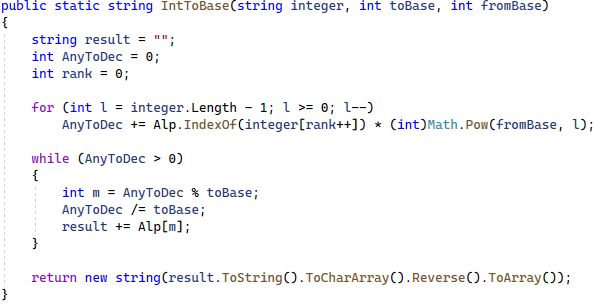 public static string IntToBase(string integer, int toBase, int fromBase)
{
    string result = "";
    int AnyToDec = 0;
    int rank = 0;

    for (int l = integer.Length - 1; l >= 0; l--)
        AnyToDec += Alp.IndexOf(integer[rank++]) * (int)Math.Pow(fromBase, l);

    while (AnyToDec > 0)
    {
        int m = AnyToDec % toBase;
        AnyToDec /= toBase;
        result += Alp[m];
    }

    return new string(result.ToString().ToCharArray().Reverse().ToArray());
}